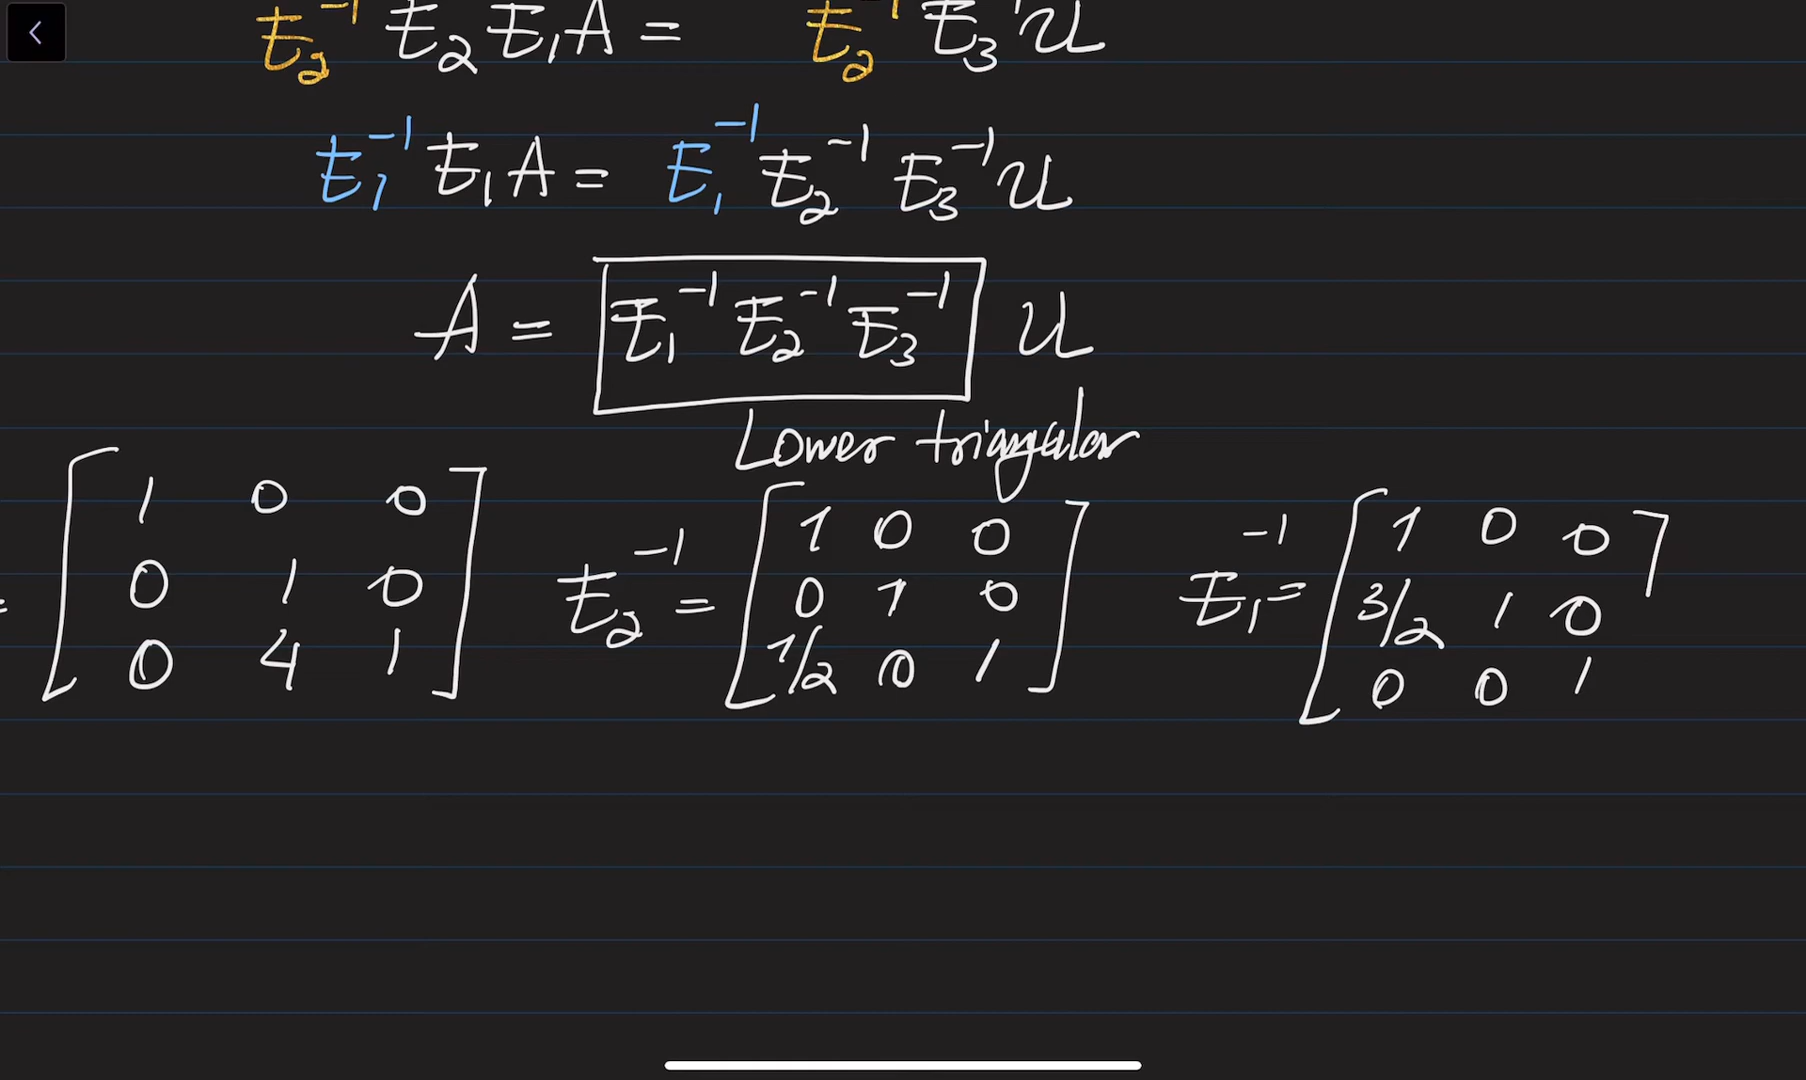 E₂⁻¹ E₂ E₁ A = E₂⁻¹ E₃⁻¹ U
E₁⁻¹ E₁ A = E₁⁻¹ E₂⁻¹ E₃⁻¹ U
A = E₁⁻¹ E₂⁻¹ E₃⁻¹ U
Lower triangular
= [1 0 0; 0 1 0; 0 4 1] E₂⁻¹ = [1 0 0; 0 1 0; 1/2 0 1] E₁⁻¹ = [1 0 0; 3/2 1 0; 0 0 1]